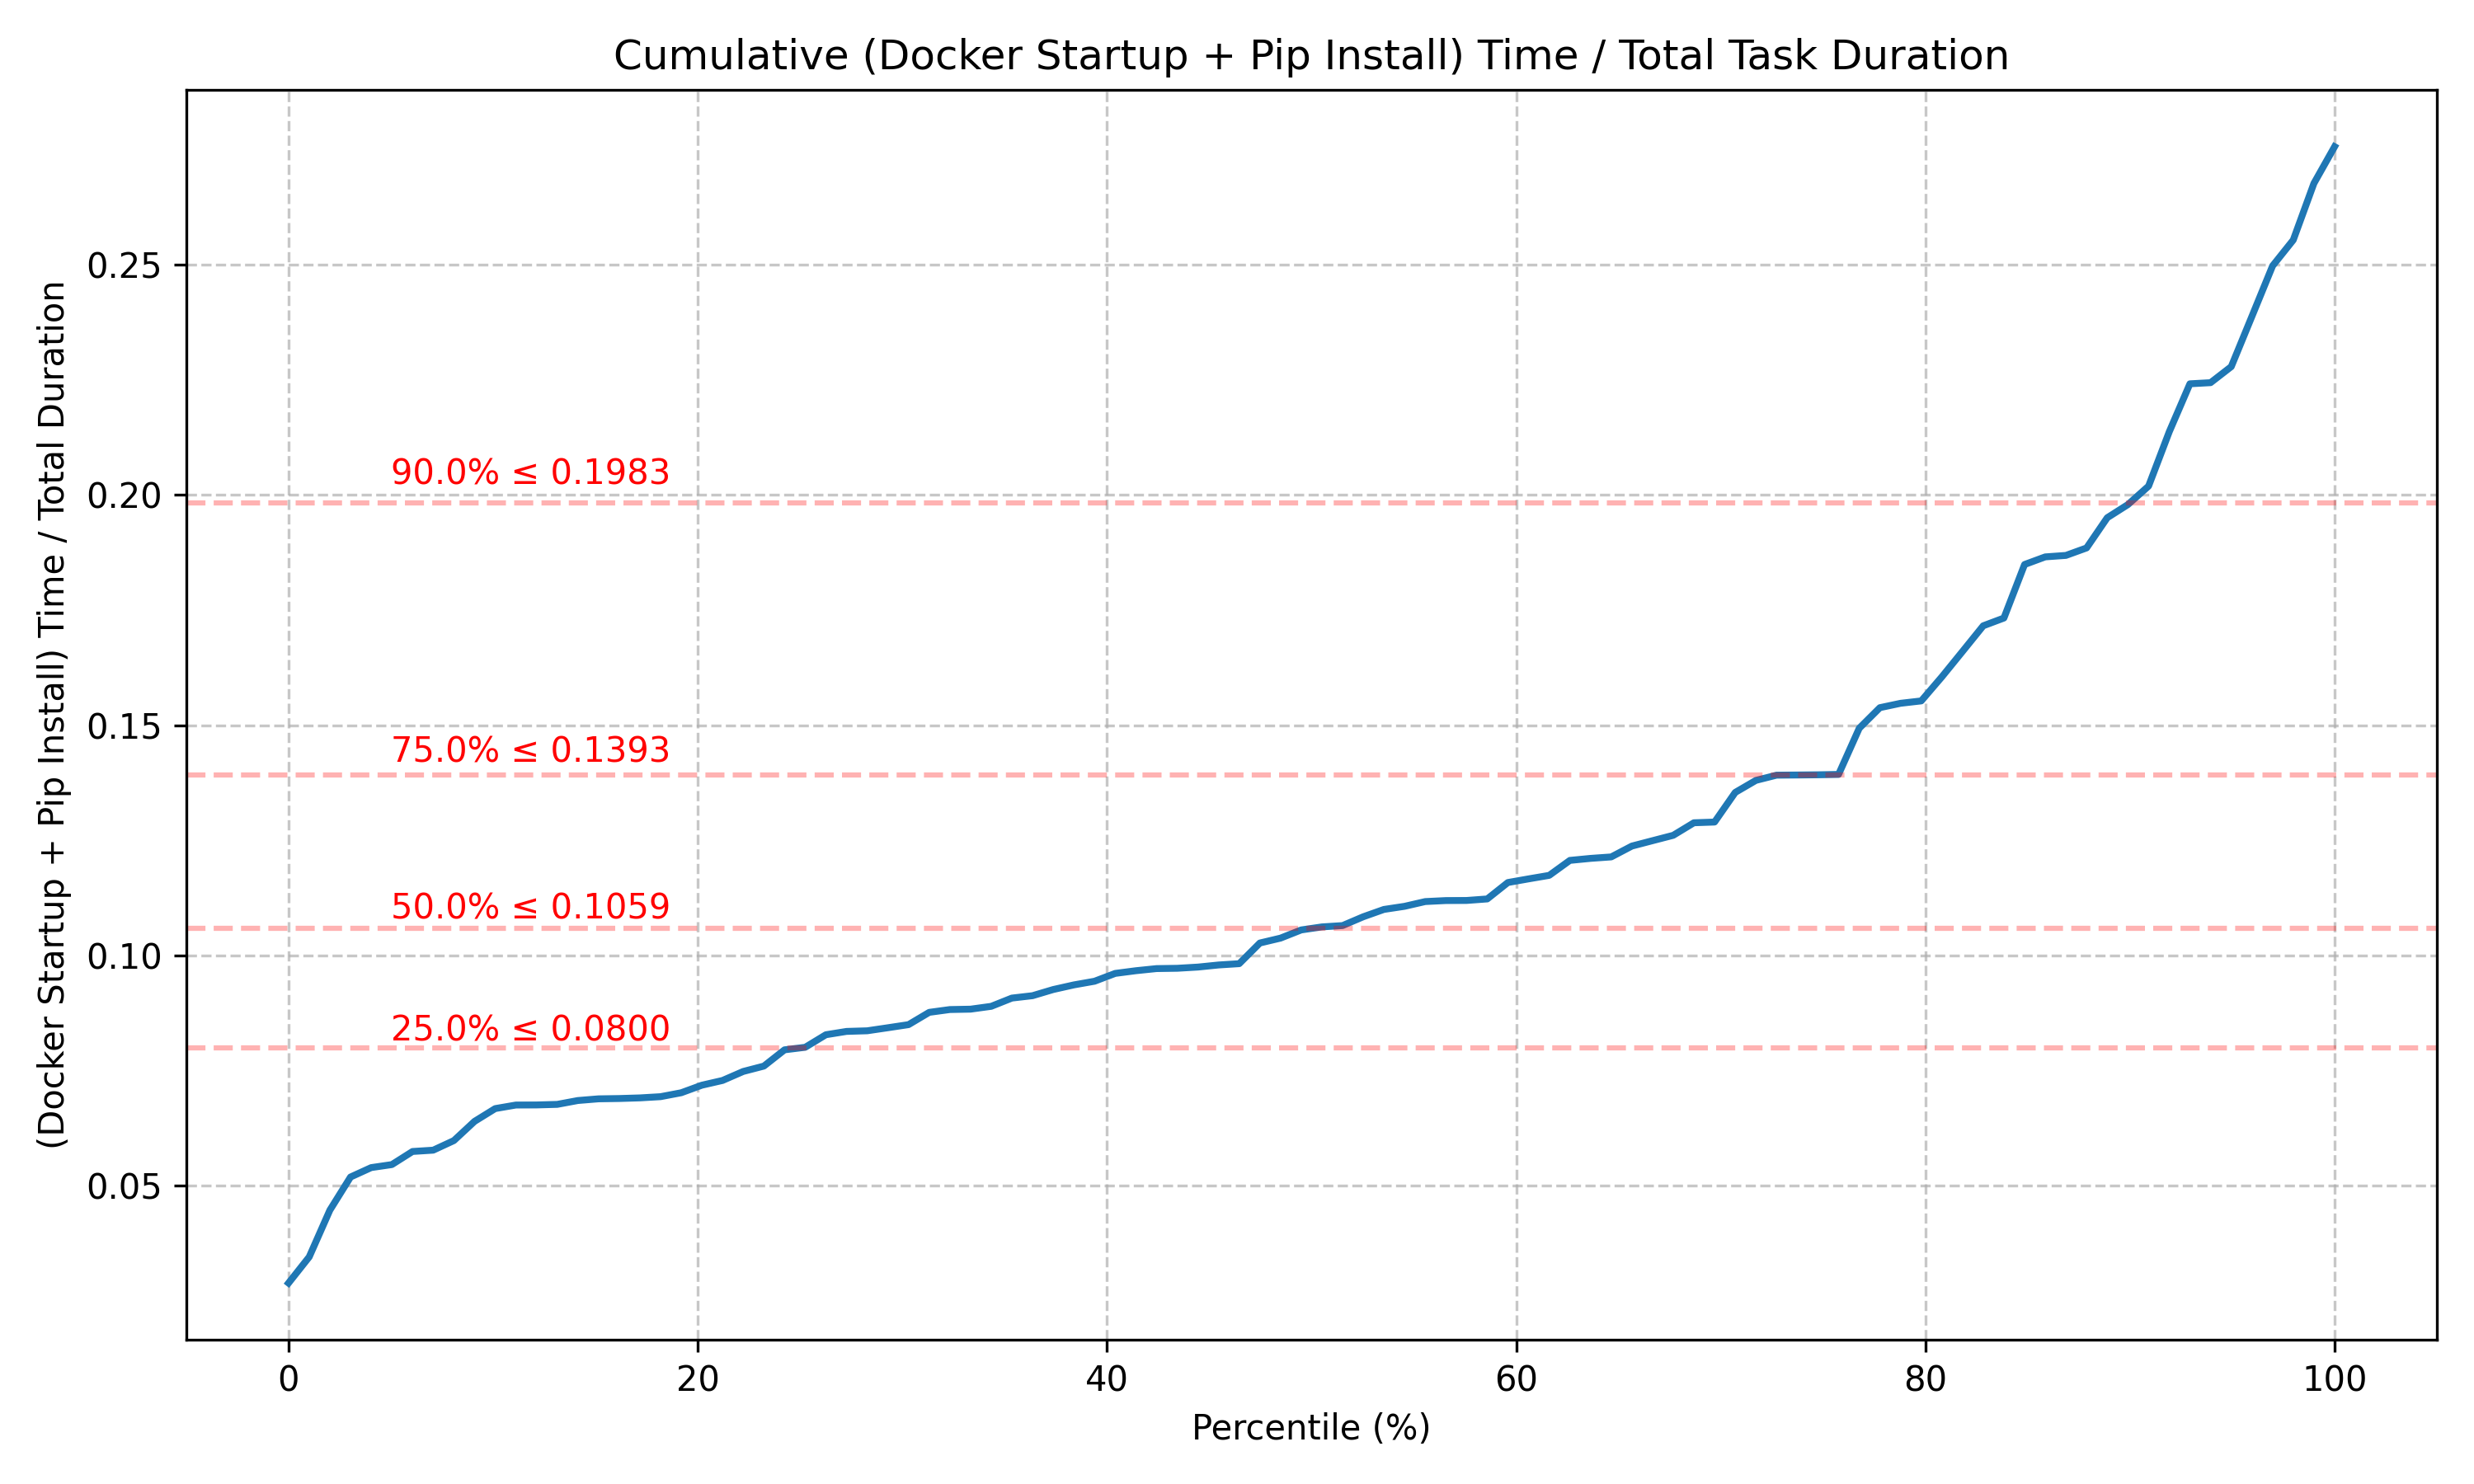 Cumulative (Docker Startup + Pip Install) Time / Total Task Duration
(Docker Startup + Pip Install) Time / Total Duration
0.25
0.20
0.15
0.10
0.05
90.0% ≤ 0.1983
75.0% ≤ 0.1393
50.0% ≤ 0.1059
25.0% ≤ 0.0800
0
20
40
60
80
100
Percentile (%)